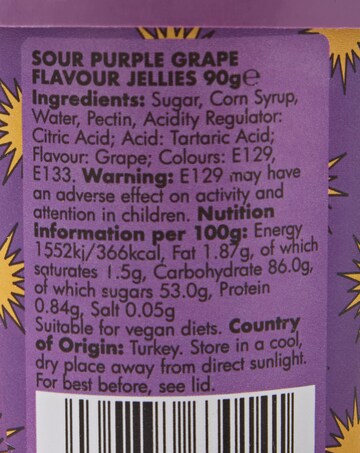 SOUR PURPLE GRAPE
FLAVOUR JELLIES 90g℮
Ingredients: Sugar, Corn Syrup,
Water, Pectin, Acidity Regulator:
Citric Acid; Acid: Tartaric Acid;
Flavour: Grape; Colours: E129,
E133. Warning: E129 may have
an adverse effect on activity and
attention in children. Nutrition
information per 100g: Energy
1552kj/366kcal, Fat 1.87g, of which
saturates 1.5g, Carbohydrate 86.0g,
of which sugars 53.0g, Protein
0.84g, Salt 0.05g
Suitable for vegan diets. Country
of Origin: Turkey. Store in a cool,
dry place away from direct sunlight.
For best before, see lid.